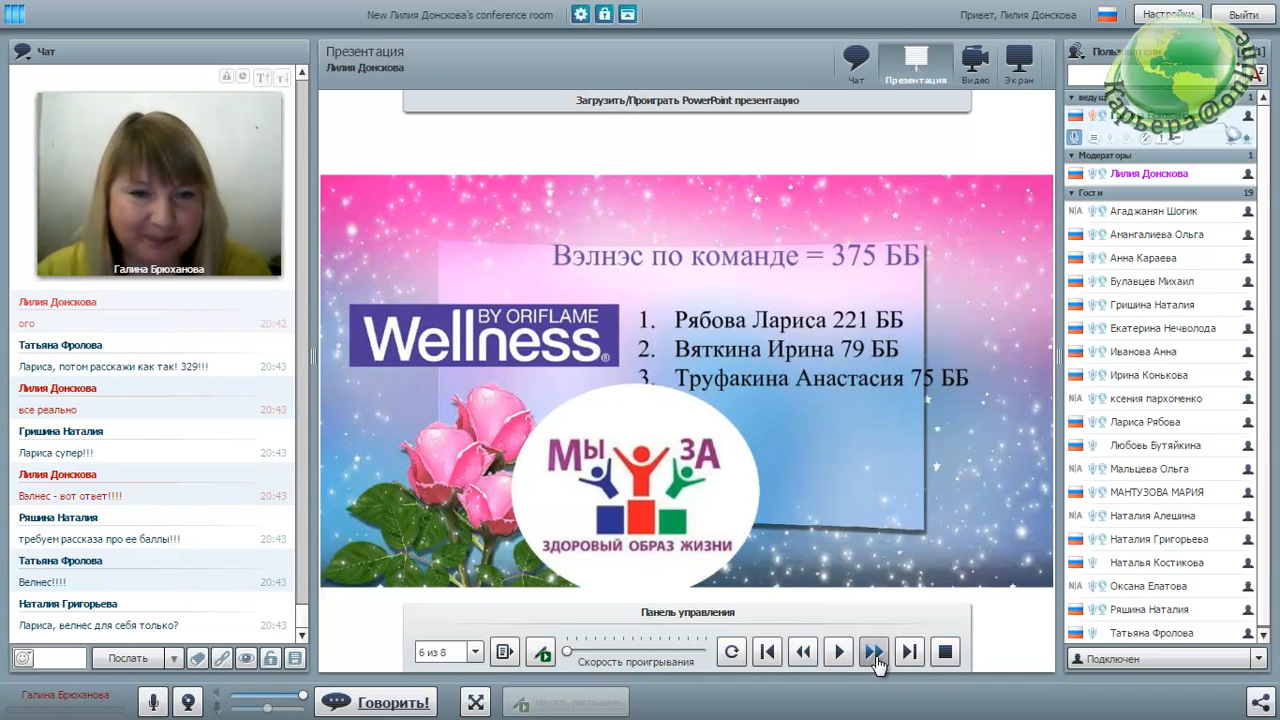 New Лилия Донскова's conference room
Привет, Лилия Донскова
Настройки
Выйти
Чат
Галина Брюханова
Лилия Донскова
ого 20:42
Татьяна Фролова
Лариса, потом расскажи как так! 329!!! 20:43
Лилия Донскова
все реально 20:43
Гришина Наталия
Лариса супер!!! 20:43
Лилия Донскова
Вэлнес - вот ответ!!!! 20:43
Ряшина Наталия
требуем рассказа про ее баллы!!! 20:43
Татьяна Фролова
Велнес!!!! 20:43
Наталия Григорьева
Лариса, велнес для себя только? 20:43
Послать
Презентация
Лилия Донскова
Чат
Презентация
Видео
Экран
Загрузить/Проиграть PowerPoint презентацию
Вэлнэс по команде = 375 ББ
Wellness
BY ORIFLAME
1. Рябова Лариса 221 ББ
2. Вяткина Ирина 79 ББ
3. Труфакина Анастасия 75 ББ
МЫ ЗА
ЗДОРОВЫЙ ОБРАЗ ЖИЗНИ
Панель управления
6 из 8
Скорость проигрывания
Пользователи
карьера@online
Модераторы 1
Лилия Донскова
Гости 19
N/A Агаджанян Шогик
Амангалиева Ольга
N/A Анна Караева
Булавцев Михаил
Гришина Наталия
Екатерина Нечволода
Иванова Анна
Ирина Конькова
N/A ксения пархоменко
Лариса Рябова
Любовь Бутяйкина
N/A Мальцева Ольга
МАНТУЗОВА МАРИЯ
N/A Наталия Алешина
Наталия Григорьева
Наталья Костикова
N/A Оксана Елатова
Ряшина Наталия
Татьяна Фролова
Подключен
Галина Брюханова
Говорить!